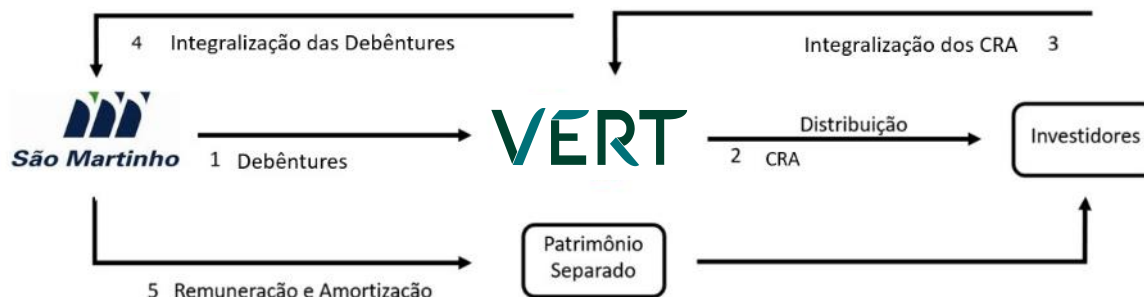 4 Integralização das Debêntures
Integralização dos CRA 3
São Martinho
VERT
1 Debêntures
Distribuição
2 CRA
Investidores
Patrimônio
Separado
5 Remuneração e Amortização